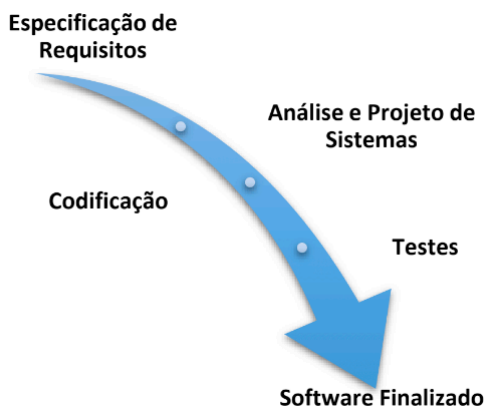 Especificação de
Requisitos
Análise e Projeto de
Sistemas
Codificação
Testes
Software Finalizado